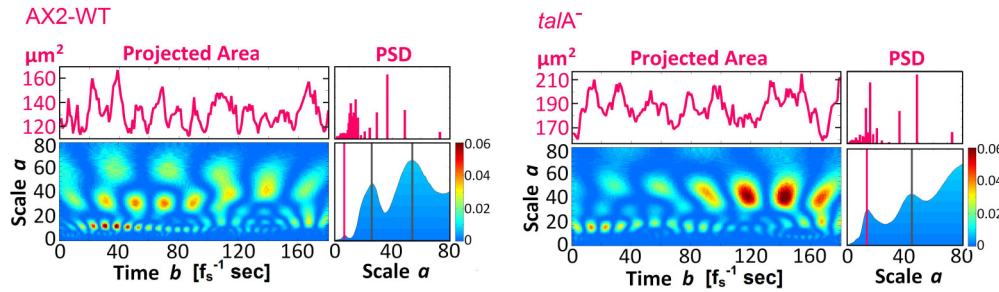 AX2-WT
µm²
Projected Area
PSD
160
140
120
80
60
40
20
0
Scale a
0.06
0.04
0.02
0
0 40 80 120 160
0 20 40 60 80
Time b [fs⁻¹ sec]
Scale a
talA⁻
µm²
Projected Area
PSD
210
190
170
80
60
40
20
0
Scale a
0.06
0.04
0.02
0
0 40 80 120 160
0 20 40 60 80
Time b [fs⁻¹ sec]
Scale a